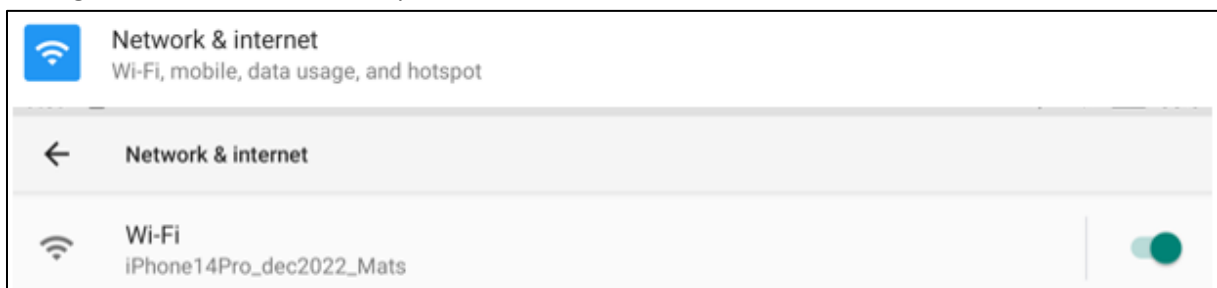 Network & internet
Wi-Fi, mobile, data usage, and hotspot
Network & internet
Wi-Fi
iPhone14Pro_dec2022_Mats